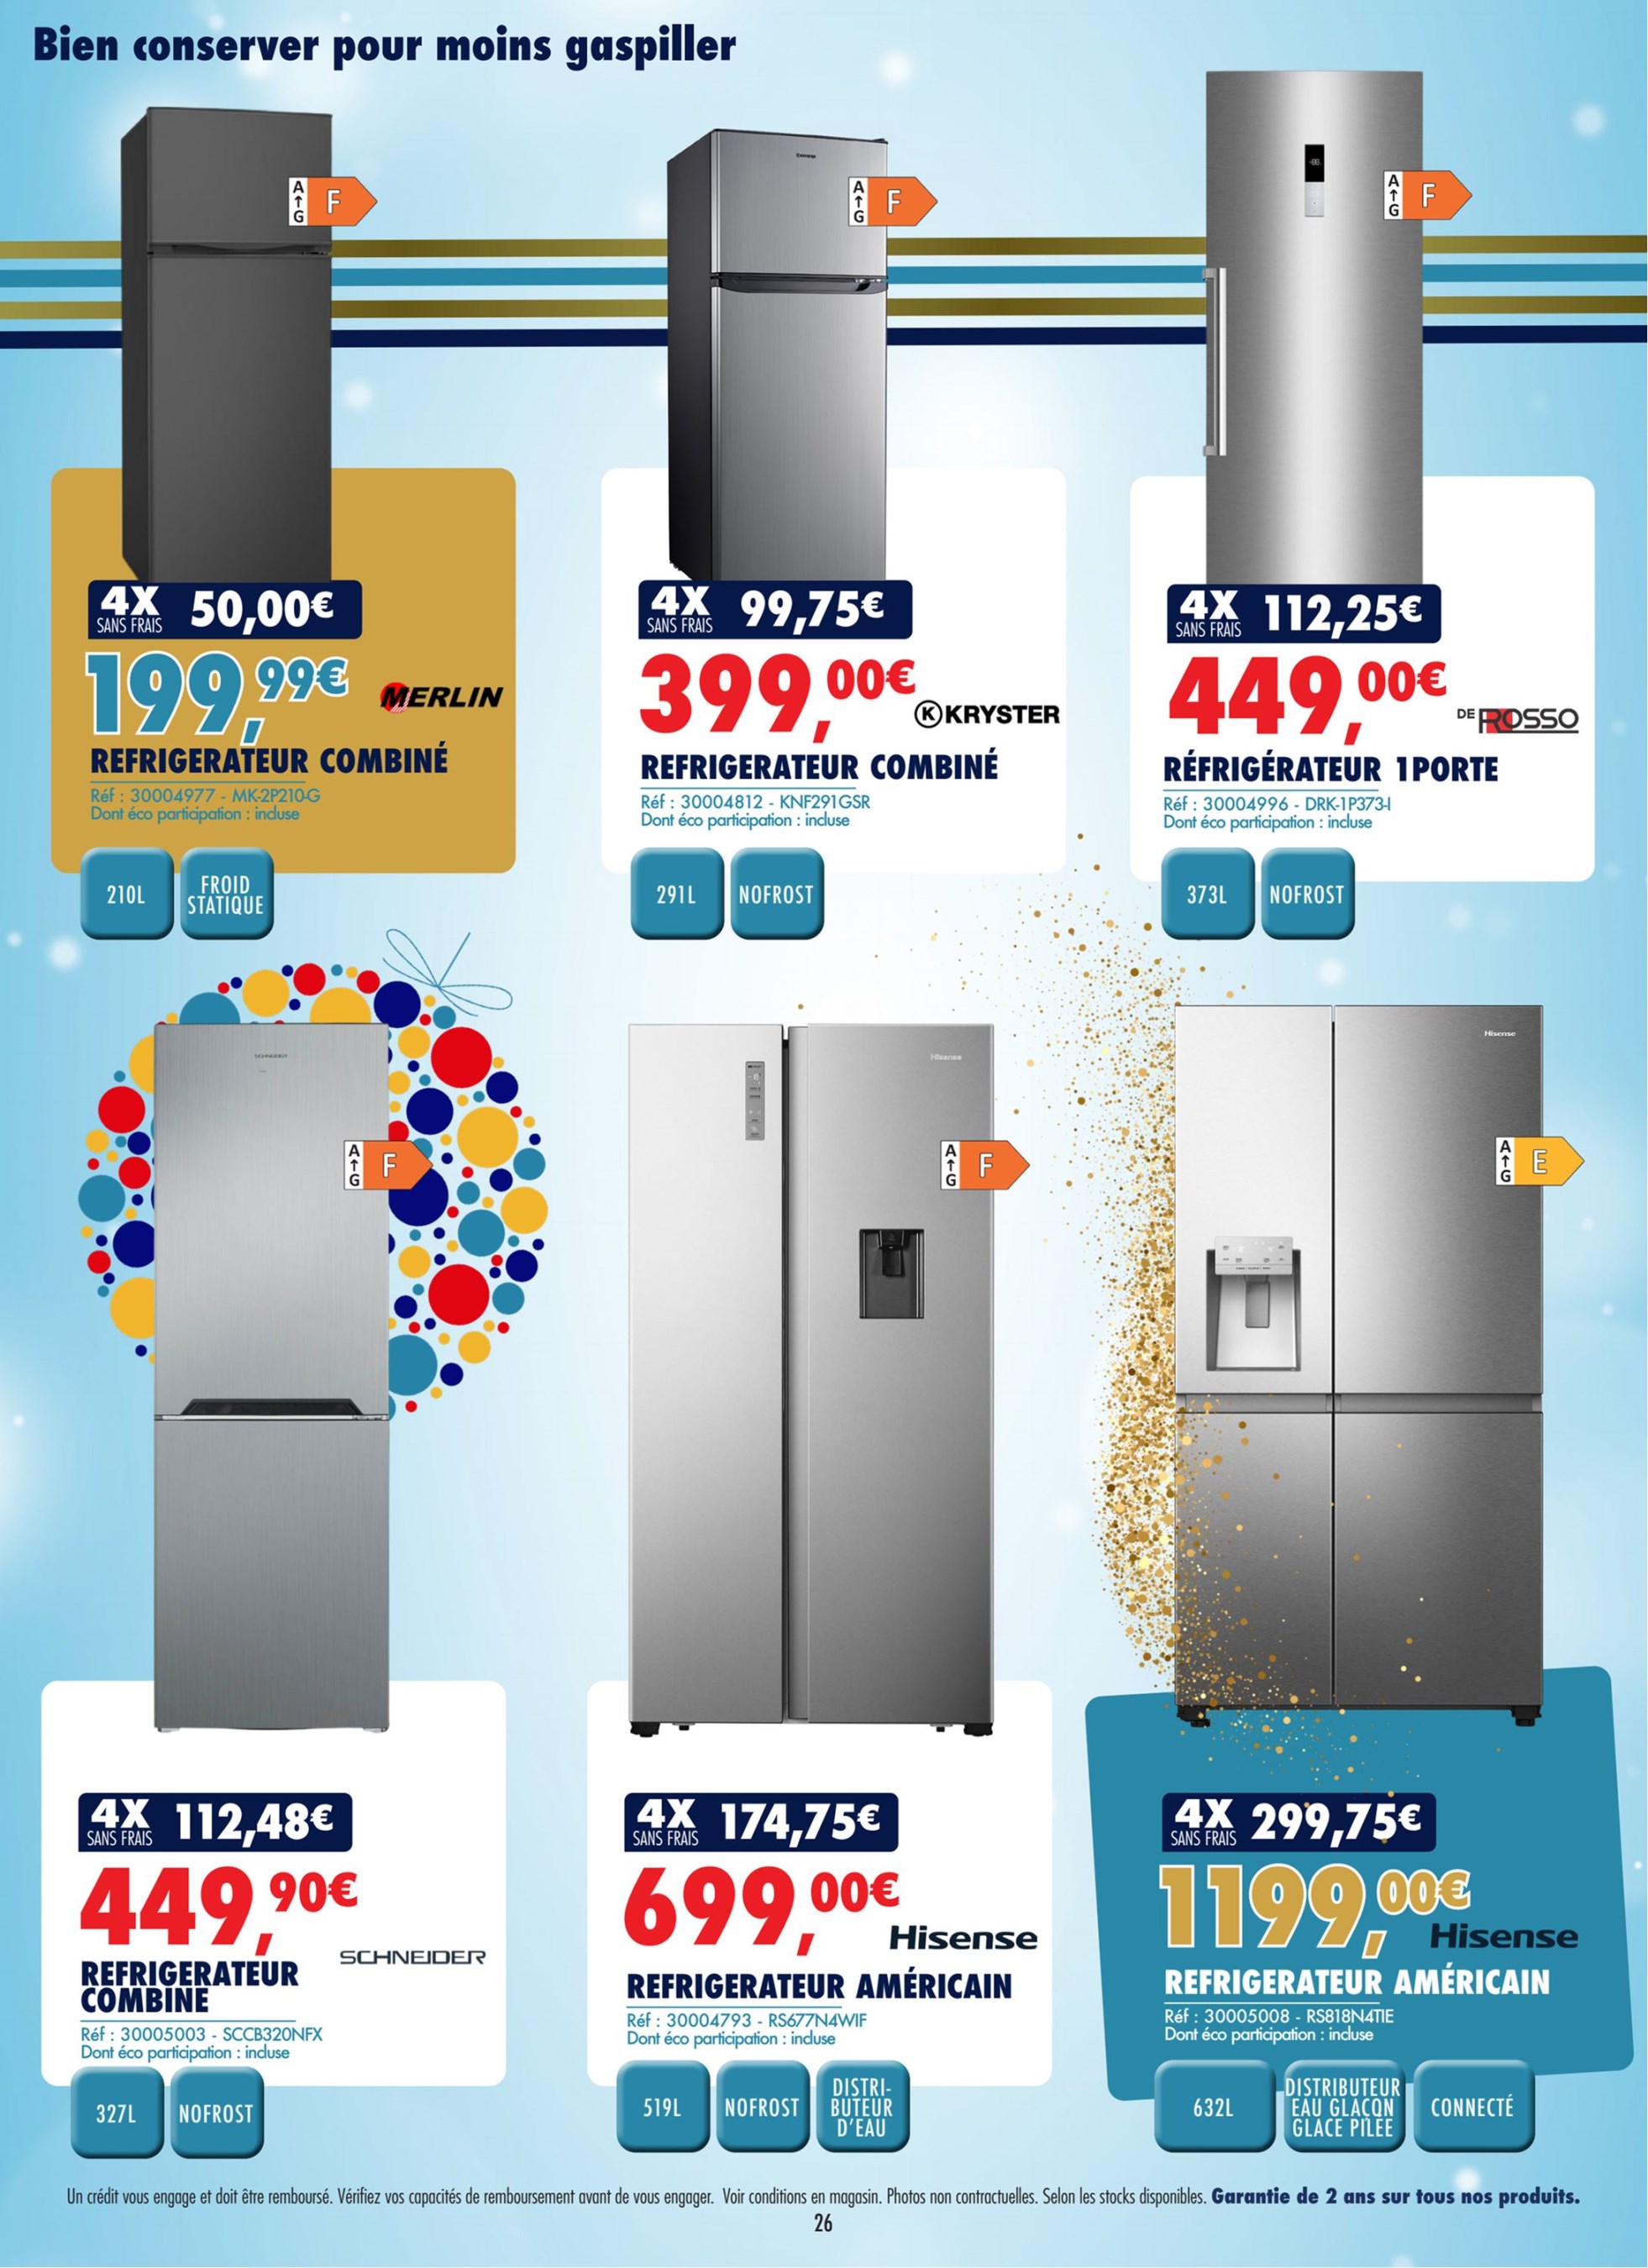 Bien conserver pour moins gaspiller
A
↑
G
F
4X
SANS FRAIS
50,00€
199,99€
MERLIN
REFRIGERATEUR COMBINÉ
Réf : 30004977 - MK-2P210-G
Dont éco participation : incluse
210L
FROID
STATIQUE
A
↑
G
F
4X
SANS FRAIS
99,75€
399,00€
K KRYSTER
REFRIGERATEUR COMBINÉ
Réf : 30004812 - KNF291GSR
Dont éco participation : incluse
291L
NOFROST
A
↑
G
F
4X
SANS FRAIS
112,25€
449,00€
DE ROSSO
RÉFRIGÉRATEUR 1PORTE
Réf : 30004996 - DRK-1P373-I
Dont éco participation : incluse
373L
NOFROST
SCHNEIDER
A
↑
G
F
4X
SANS FRAIS
112,48€
449,90€
SCHNEIDER
REFRIGERATEUR
COMBINE
Réf : 30005003 - SCCB320NFX
Dont éco participation : incluse
327L
NOFROST
Hisense
A
↑
G
F
4X
SANS FRAIS
174,75€
699,00€
Hisense
REFRIGERATEUR AMÉRICAIN
Réf : 30004793 - RS677N4WIF
Dont éco participation : incluse
519L
NOFROST
DISTRI-
BUTEUR
D'EAU
Hisense
A
↑
G
E
4X
SANS FRAIS
299,75€
1199,00€
Hisense
REFRIGERATEUR AMÉRICAIN
Réf : 30005008 - RS818N4TIE
Dont éco participation : incluse
632L
DISTRIBUTEUR
EAU GLAÇON
GLACE PILÉE
CONNECTÉ
Un crédit vous engage et doit être remboursé. Vérifiez vos capacités de remboursement avant de vous engager. Voir conditions en magasin. Photos non contractuelles. Selon les stocks disponibles. Garantie de 2 ans sur tous nos produits.
26